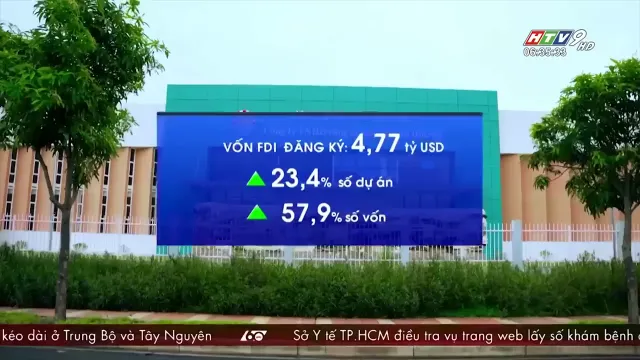 HTV9 HD
06:35:33
VỐN FDI ĐĂNG KÝ: 4,77 tỷ USD
23,4% số dự án
57,9% số vốn
kéo dài ở Trung Bộ và Tây Nguyên
60
Sở Y tế TP.HCM điều tra vụ trang web lấy số khám bệnh